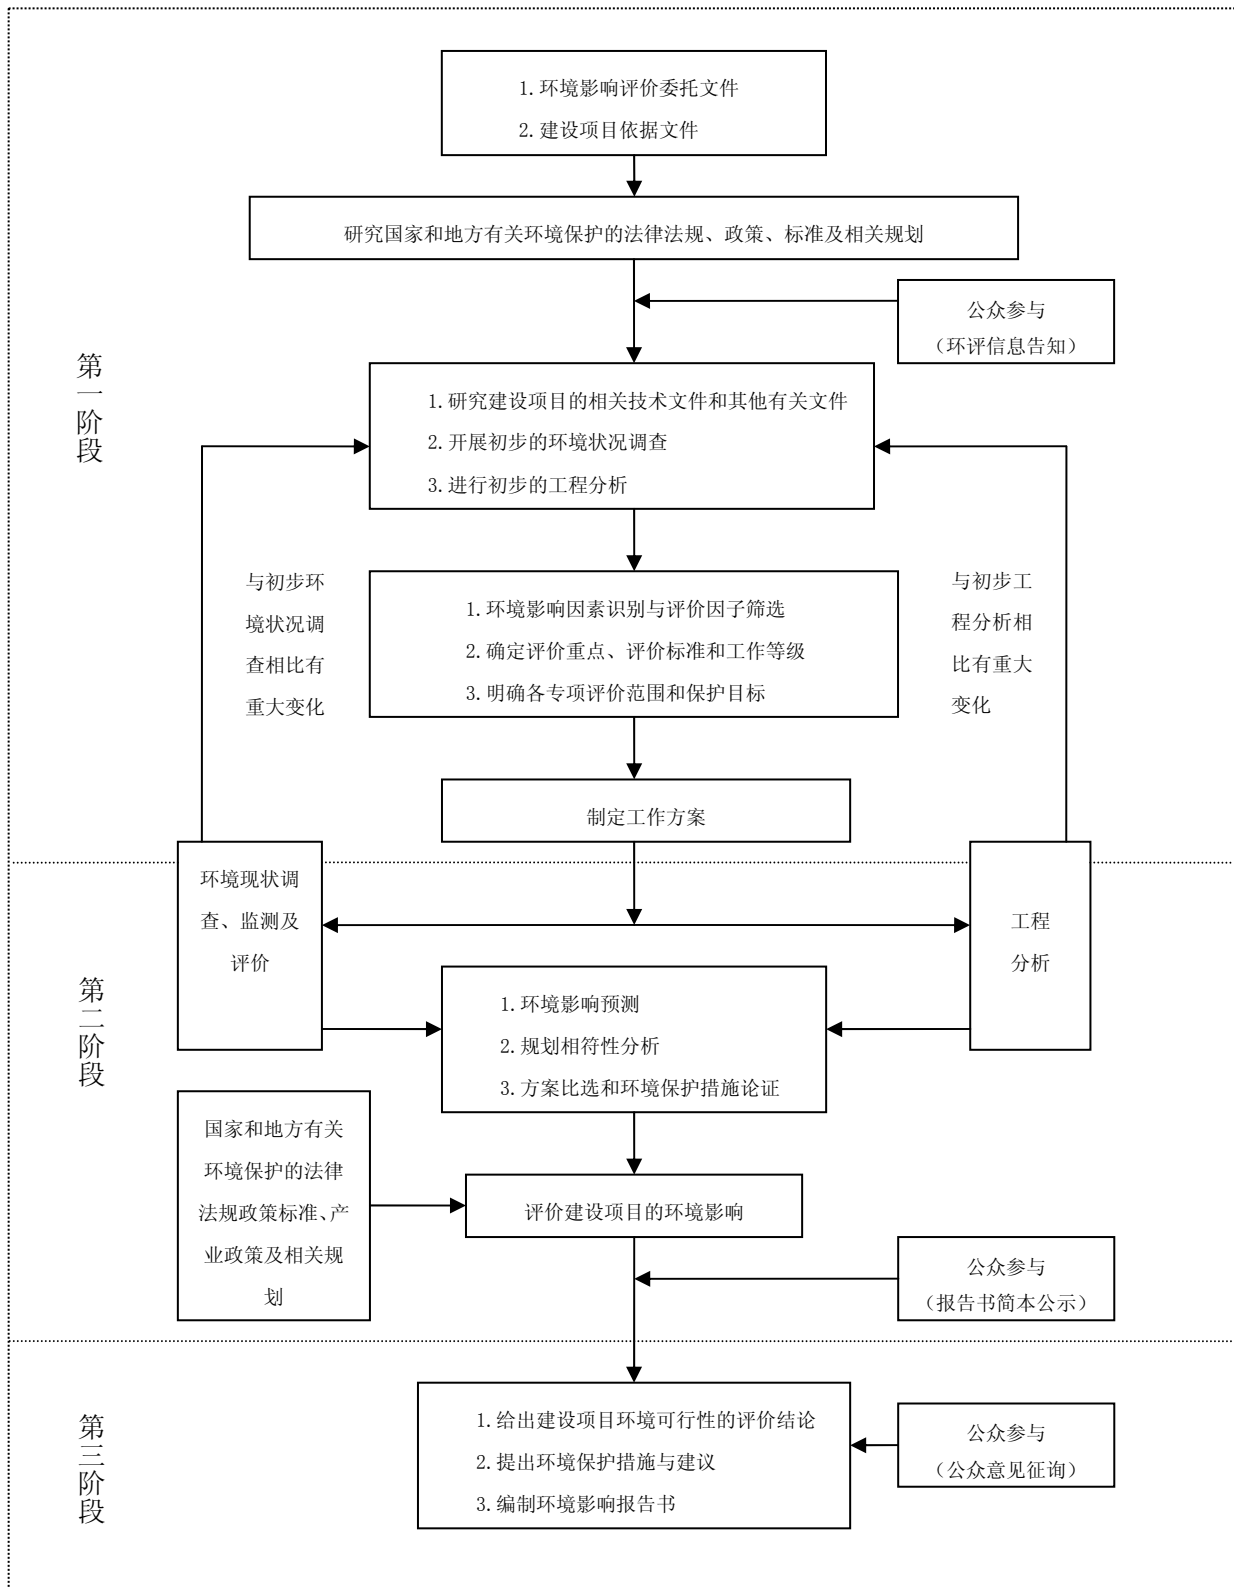 1.环境影响评价委托文件
2.建设项目依据文件
研究国家和地方有关环境保护的法律法规、政策、标准及相关规划
公众参与
（环评信息告知）
第一阶段
1.研究建设项目的相关技术文件和其他有关文件
2.开展初步的环境状况调查
3.进行初步的工程分析
与初步环
境状况调
查相比有
重大变化
1.环境影响因素识别与评价因子筛选
2.确定评价重点、评价标准和工作等级
3.明确各专项评价范围和保护目标
与初步工
程分析相
比有重大
变化
制定工作方案
第二阶段
环境现状调
查、监测及
评价
工程
分析
1.环境影响预测
2.规划相符性分析
3.方案比选和环境保护措施论证
国家和地方有关
环境保护的法律
法规政策标准、产
业政策及相关规
划
评价建设项目的环境影响
公众参与
（报告书简本公示）
第三阶段
1.给出建设项目环境可行性的评价结论
2.提出环境保护措施与建议
3.编制环境影响报告书
公众参与
（公众意见征询）